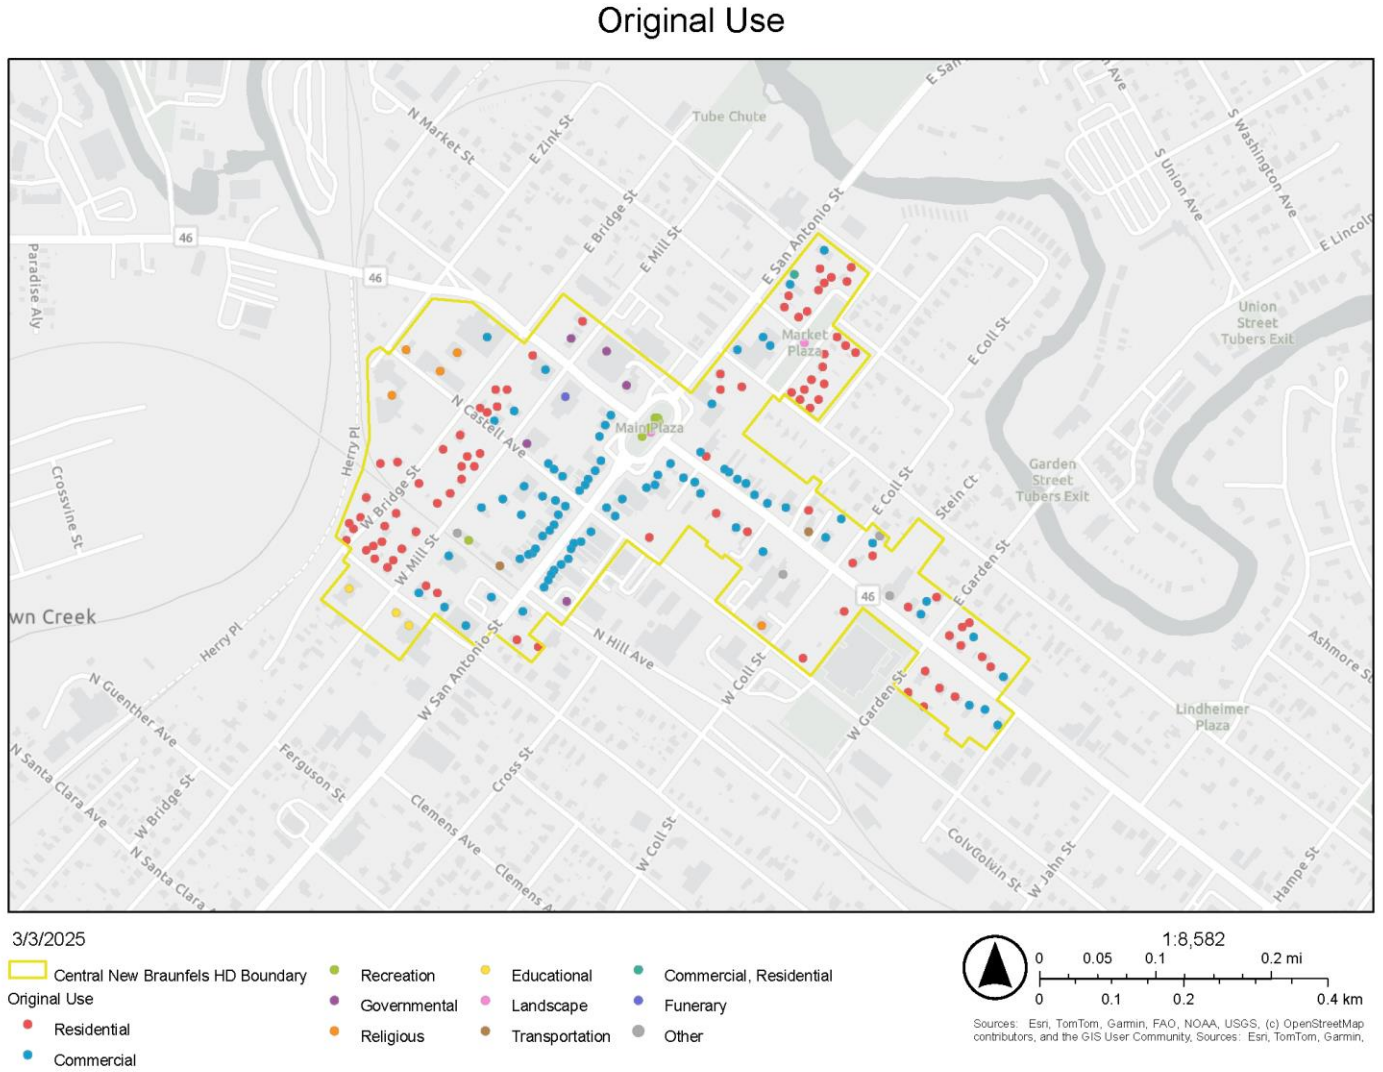 Original Use
E San
n Ave
Tube Chute
N Market St
E Zink St
S Washington Ave
S Union Ave
E Bridge St
E San Antonio St
E Mill St
E Lincoln
46
46
Paradise Aly
Union
Street
Tubers Exit
Market
Plaza
E Coll St
N Castell Ave
Main Plaza
Herry Pl
W Bridge St
Crossvine St
E Coll St
Stein Ct
Garden
Street
Tubers Exit
W Mill St
E Garden St
46
wn Creek
Herry Pl
N Hill Ave
W San Antonio St
W Coll St
Ashmore St
N Guenther Ave
W Garden St
Lindheimer
Plaza
N Santa Clara Ave
Ferguson St
Cross St
W Bridge St
Clemens Ave
W Coll St
Colv
Colvin St
W Jahn St
Hampe St
N Santa Clara
Clemens A
3/3/2025
Central New Braunfels HD Boundary
Original Use
Residential
Commercial
Recreation
Governmental
Religious
Educational
Landscape
Transportation
Commercial, Residential
Funerary
Other
1:8,582
0 0.05 0.1 0.2 mi
0 0.1 0.2 0.4 km
Sources: Esri, TomTom, Garmin, FAO, NOAA, USGS, (c) OpenStreetMap
contributors, and the GIS User Community, Sources: Esri, TomTom, Garmin,